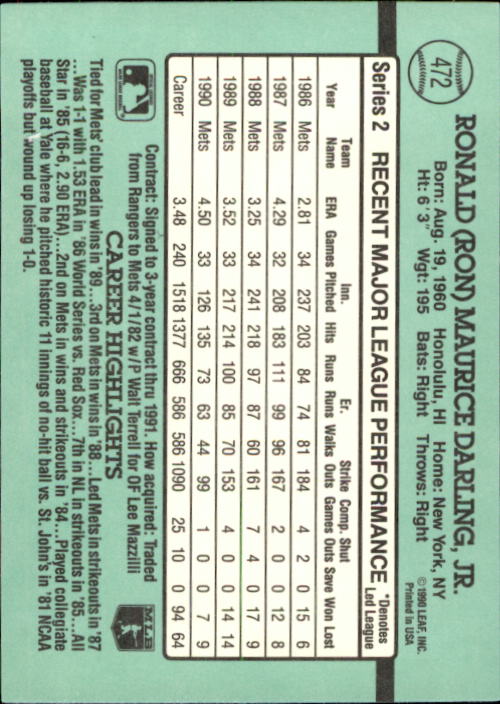 472
RONALD (RON) MAURICE DARLING, JR.
Born: Aug. 19, 1960 Honolulu, HI Home: New York, NY
Ht: 6'3" Wgt: 195 Bats: Right Throws: Right
©1990 LEAF, INC.
Printed in USA
Series 2 RECENT MAJOR LEAGUE PERFORMANCE *Denotes Led League
Year Team Name ERA Games Inn. Pitched Hits Runs Er. Runs Walks Strike Outs Comp. Games Shut Outs Save Won Lost
1986 Mets 2.81 34 237 203 84 74 81 184 4 2 0 15 6
1987 Mets 4.29 32 208 183 111 99 96 167 2 0 0 12 8
1988 Mets 3.25 34 241 218 97 87 60 161 7 4 0 17 9
1989 Mets 3.52 33 217 214 100 85 70 153 4 0 0 14 14
1990 Mets 4.50 33 126 135 73 63 44 99 1 0 0 7 9
Career 3.48 240 1518 1377 666 586 586 1090 25 10 0 94 64
Contract: Signed to 3-year contract thru 1991. How acquired: Traded
from Rangers to Mets 4/1/82 w/P Walt Terrell for OF Lee Mazzilli
MLB
CAREER HIGHLIGHTS
Tied for Mets' club lead in wins in '89...3rd on Mets in wins in '88...Led Mets in strikeouts in '87
...Was 1-1 with 1.53 ERA in '86 World Series vs. Red Sox...7th in NL in strikeouts in '85...All
Star in '85 (16-6, 2.90 ERA)...2nd on Mets in wins and strikeouts in '84...Played collegiate
baseball at Yale where he pitched historic 11 innings of no-hit ball vs. St. John's in '81 NCAA
playoffs but wound up losing 1-0.